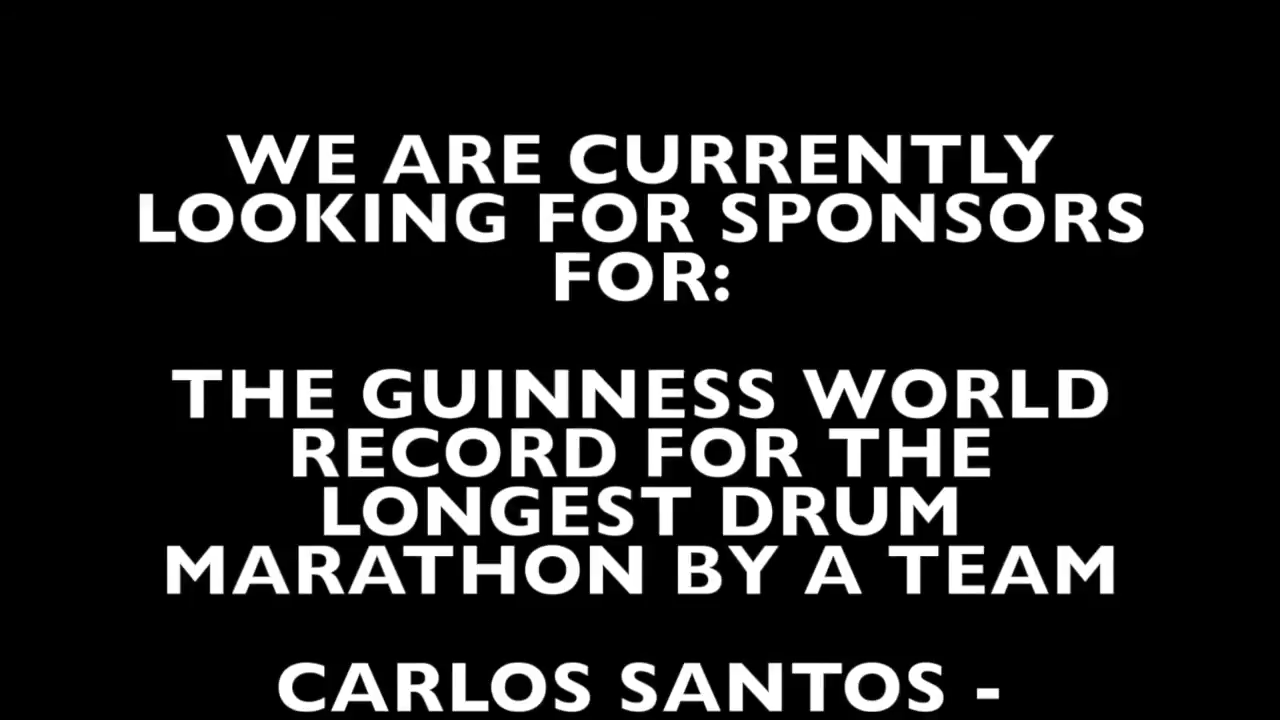 WE ARE CURRENTLY
LOOKING FOR SPONSORS
FOR:
THE GUINNESS WORLD
RECORD FOR THE
LONGEST DRUM
MARATHON BY A TEAM
CARLOS SANTOS -